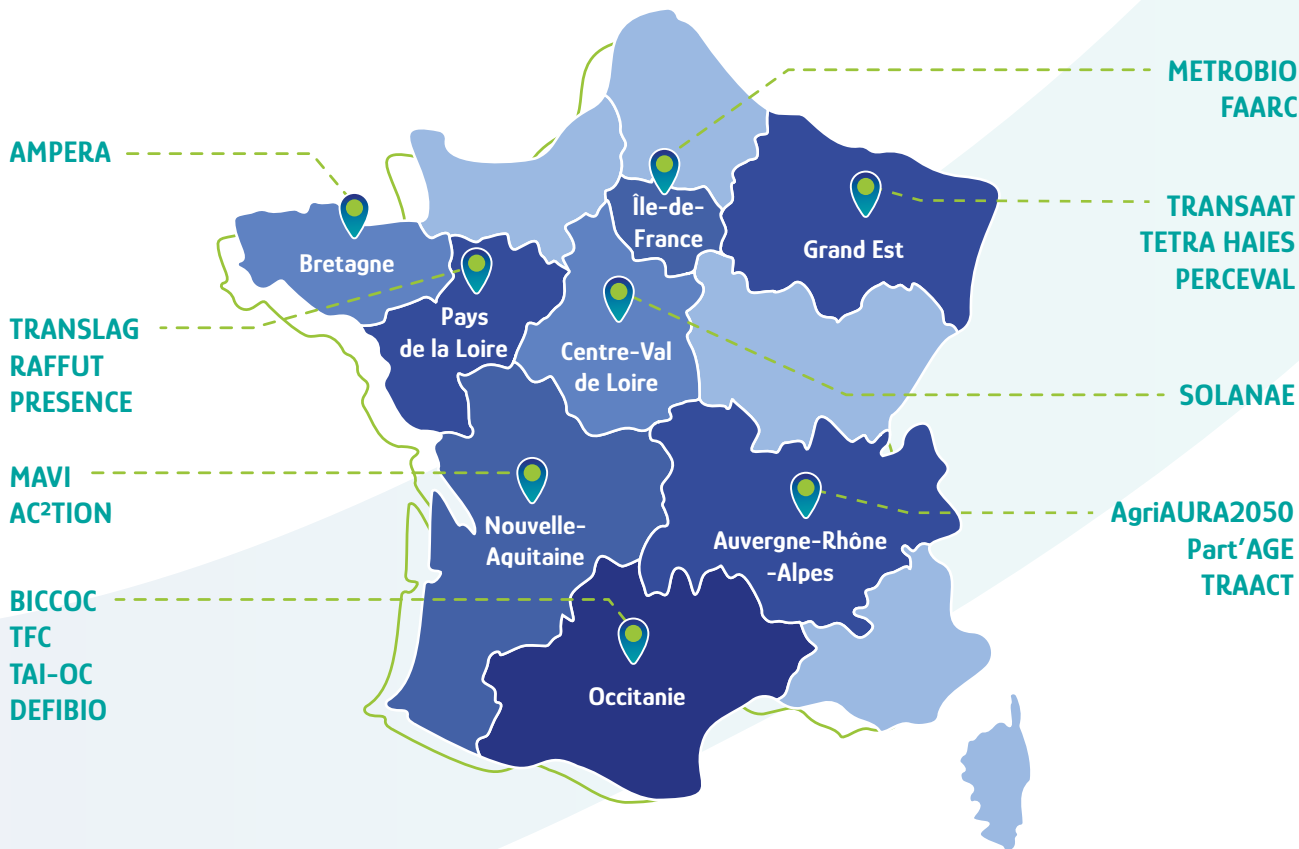 METROBIO
FAARC
AMPERA
TRANSAAT
TETRA HAIES
PERCEVAL
Île-de-
France
Grand Est
Bretagne
TRANSLAG
RAFFUT
PRESENCE
Pays
de la Loire
Centre-Val
de Loire
SOLANAE
MAVI
AC²TION
Nouvelle-
Aquitaine
Auvergne-Rhône
-Alpes
AgriAURA2050
Part'AGE
TRAACT
BICCOC
TFC
TAI-OC
DEFIBIO
Occitanie